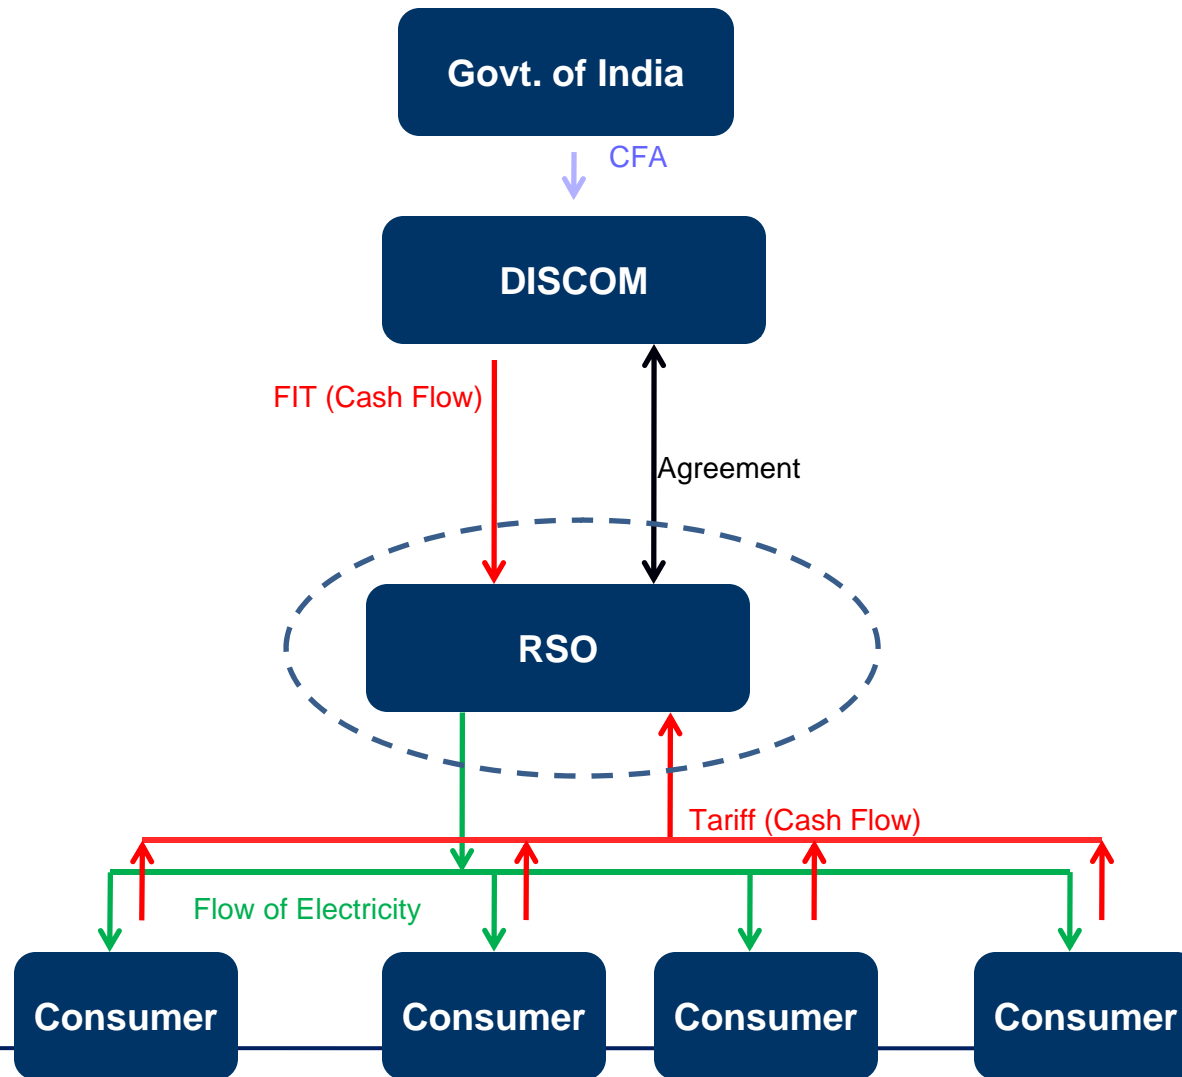 Govt. of India
CFA
DISCOM
FIT (Cash Flow)
Agreement
RSO
Tariff (Cash Flow)
Flow of Electricity
Consumer
Consumer
Consumer
Consumer